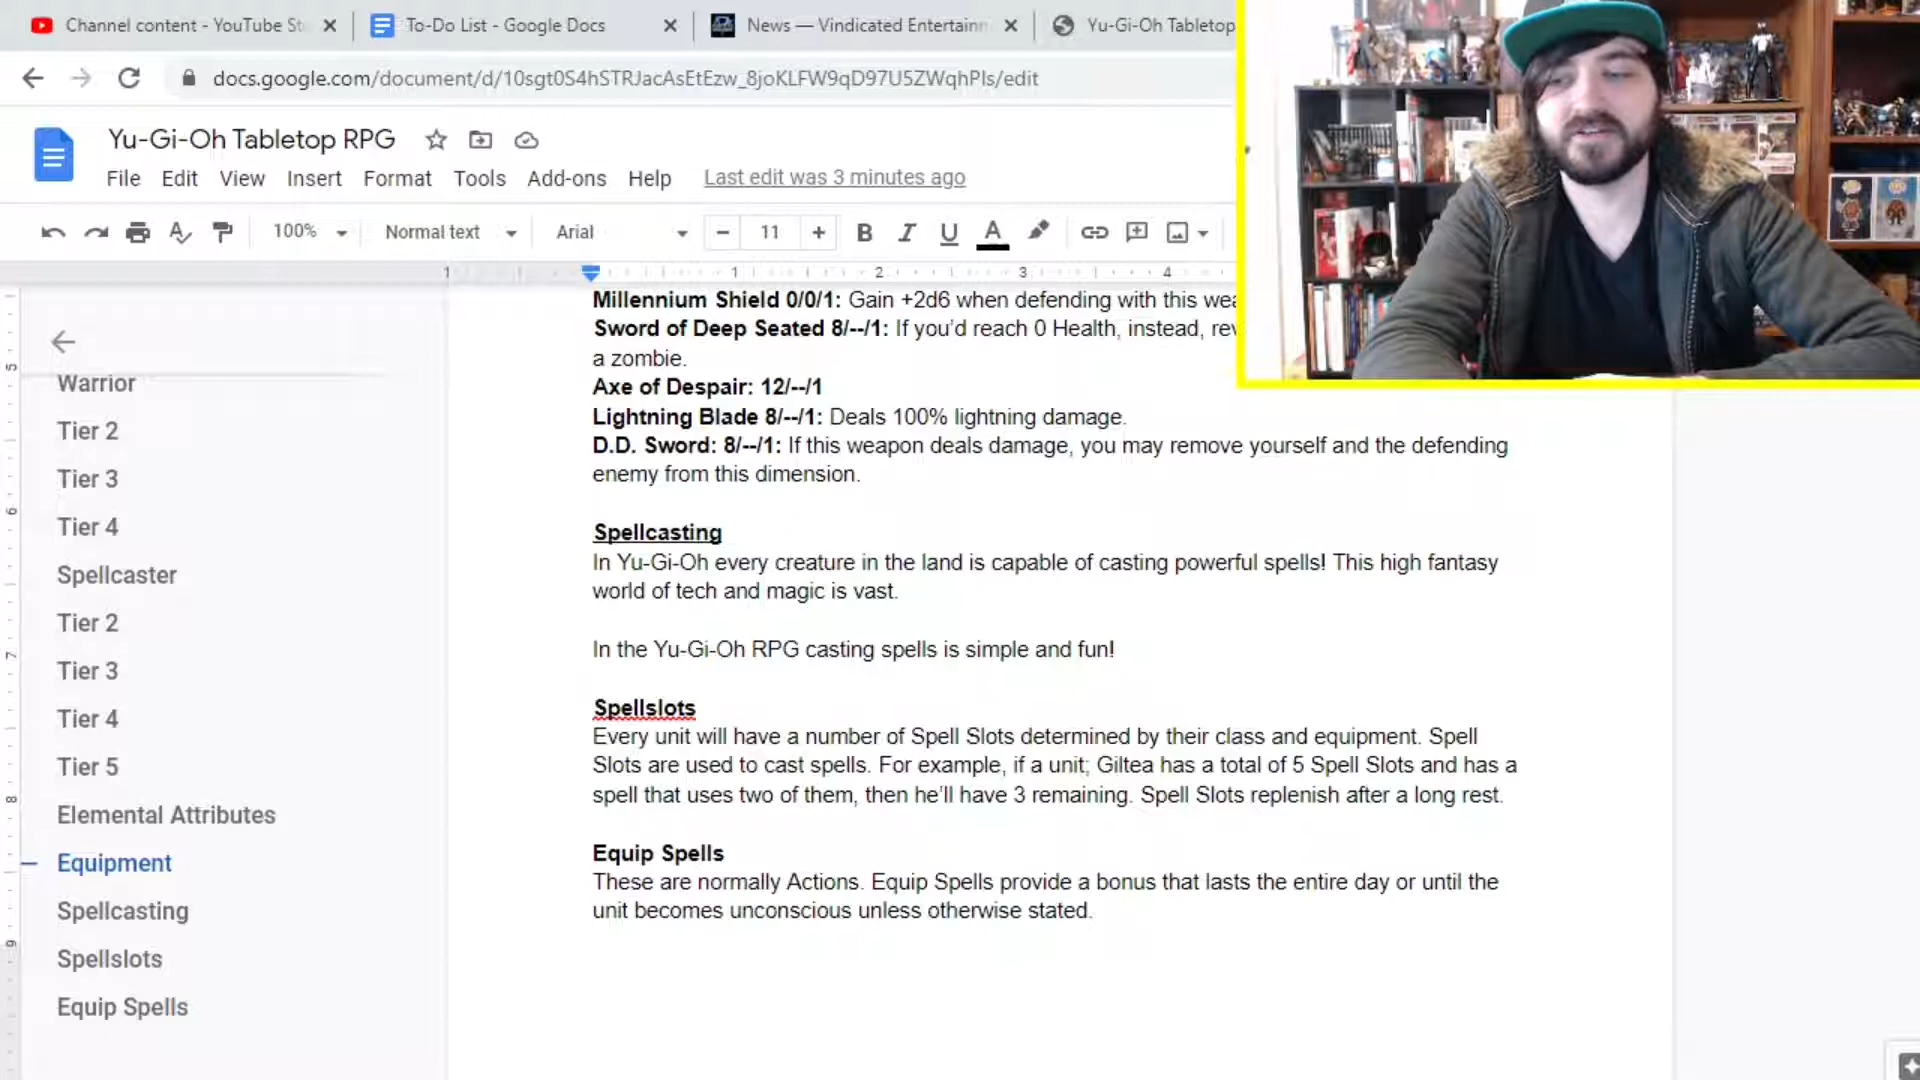 Channel content - YouTube St
To-Do List - Google Docs
News — Vindicated Entertain
Yu-Gi-Oh Tabletop
docs.google.com/document/d/10sgt0S4hSTRJacAsEtEzw_8joKLFW9qD97U5ZWqhPIs/edit
Yu-Gi-Oh Tabletop RPG
File Edit View Insert Format Tools Add-ons Help Last edit was 3 minutes ago
100% Normal text Arial 11 B I U A
1 1 2 3 4
Warrior
Tier 2
Tier 3
Tier 4
Spellcaster
Tier 2
Tier 3
Tier 4
Tier 5
Elemental Attributes
Equipment
Spellcasting
Spellslots
Equip Spells
5
6
7
8
9
Millennium Shield 0/0/1: Gain +2d6 when defending with this wea
Sword of Deep Seated 8/--/1: If you'd reach 0 Health, instead, rev
a zombie.
Axe of Despair: 12/--/1
Lightning Blade 8/--/1: Deals 100% lightning damage.
D.D. Sword: 8/--/1: If this weapon deals damage, you may remove yourself and the defending
enemy from this dimension.
Spellcasting
In Yu-Gi-Oh every creature in the land is capable of casting powerful spells! This high fantasy
world of tech and magic is vast.
In the Yu-Gi-Oh RPG casting spells is simple and fun!
Spellslots
Every unit will have a number of Spell Slots determined by their class and equipment. Spell
Slots are used to cast spells. For example, if a unit; Giltea has a total of 5 Spell Slots and has a
spell that uses two of them, then he'll have 3 remaining. Spell Slots replenish after a long rest.
Equip Spells
These are normally Actions. Equip Spells provide a bonus that lasts the entire day or until the
unit becomes unconscious unless otherwise stated.